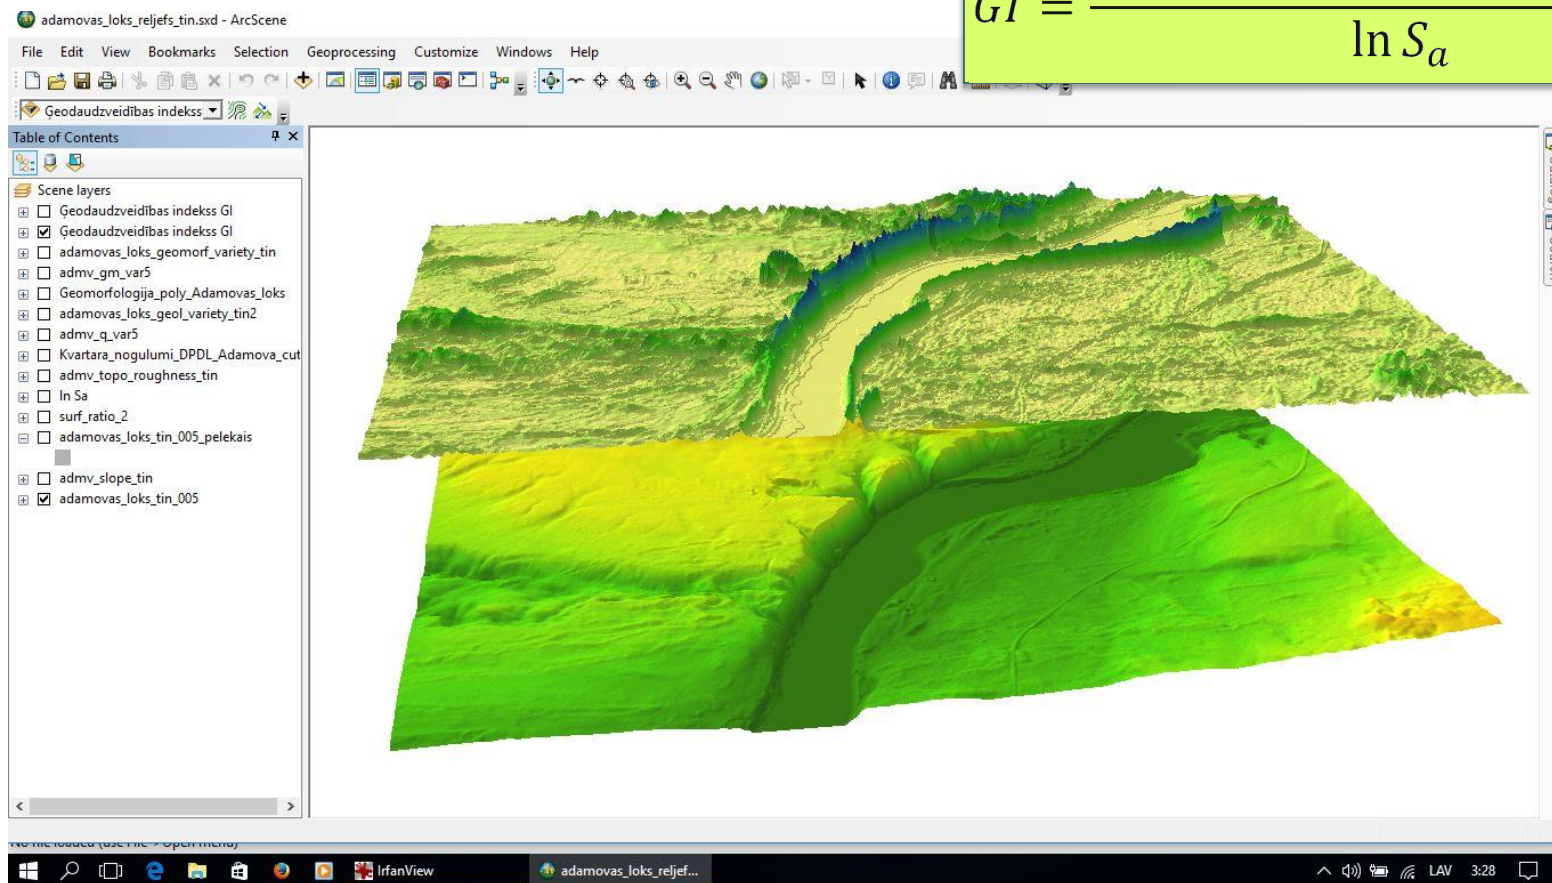 adamovas_loks_reljefs_tin.sxd - ArcScene
GI =
ln Sₐ
File Edit View Bookmarks Selection Geoprocessing Customize Windows Help
Ģeodaudzveidības indekss
Table of Contents
Scene layers
Ģeodaudzveidības indekss GI
Ģeodaudzveidības indekss GI
adamovas_loks_geomorf_variety_tin
admv_gm_var5
Geomorfologija_poly_Adamovas_loks
adamovas_loks_geol_variety_tin2
admv_q_var5
Kvartara_nogulumi_DPDL_Adamova_cut
admv_topo_roughness_tin
ln Sa
surf_ratio_2
adamovas_loks_tin_005_pelekais
admv_slope_tin
adamovas_loks_tin_005
IrfanView
adamovas_loks_reljef...
LAV
3:28